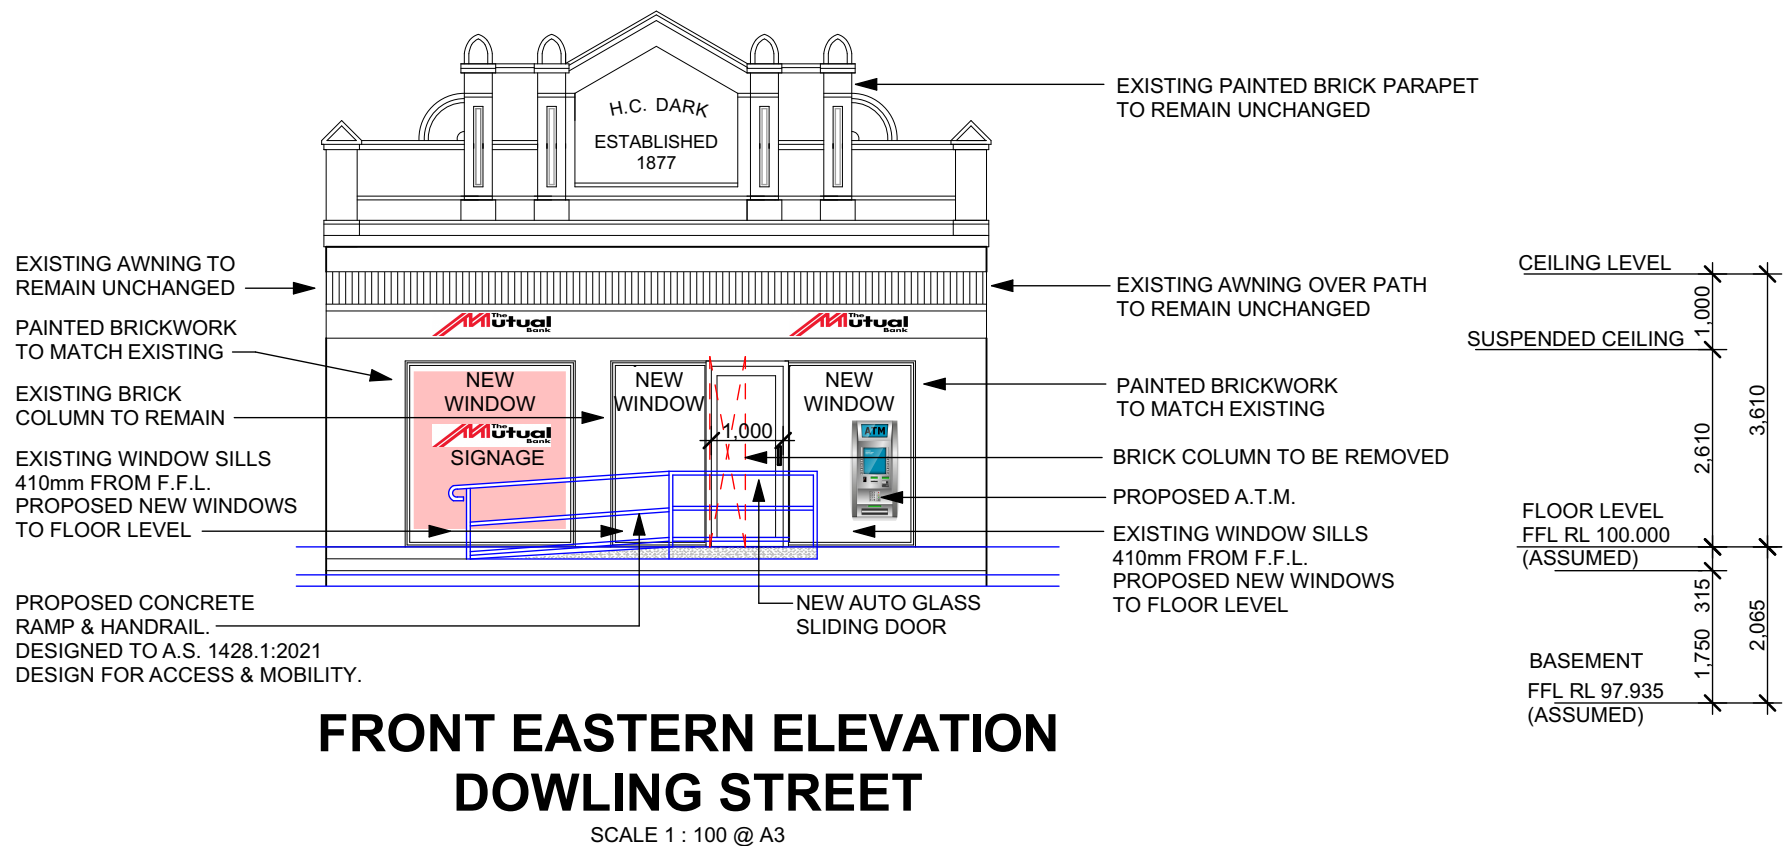 H.C. DARK
ESTABLISHED
1877
EXISTING PAINTED BRICK PARAPET
TO REMAIN UNCHANGED
EXISTING AWNING TO
REMAIN UNCHANGED
EXISTING AWNING OVER PATH
TO REMAIN UNCHANGED
PAINTED BRICKWORK
TO MATCH EXISTING
EXISTING BRICK
COLUMN TO REMAIN
EXISTING WINDOW SILLS
410mm FROM F.F.L.
PROPOSED NEW WINDOWS
TO FLOOR LEVEL
PROPOSED CONCRETE
RAMP & HANDRAIL.
DESIGNED TO A.S. 1428.1:2021
DESIGN FOR ACCESS & MOBILITY.
The
Mutual
Bank
The
Mutual
Bank
NEW
WINDOW
The
Mutual
Bank
SIGNAGE
NEW
WINDOW
1,000
NEW
WINDOW
ATM
PAINTED BRICKWORK
TO MATCH EXISTING
BRICK COLUMN TO BE REMOVED
PROPOSED A.T.M.
EXISTING WINDOW SILLS
410mm FROM F.F.L.
PROPOSED NEW WINDOWS
TO FLOOR LEVEL
NEW AUTO GLASS
SLIDING DOOR
CEILING LEVEL
SUSPENDED CEILING
FLOOR LEVEL
FFL RL 100.000
(ASSUMED)
BASEMENT
FFL RL 97.935
(ASSUMED)
1,000
2,610
3,610
315
1,750
2,065
FRONT EASTERN ELEVATION
DOWLING STREET
SCALE 1 : 100 @ A3